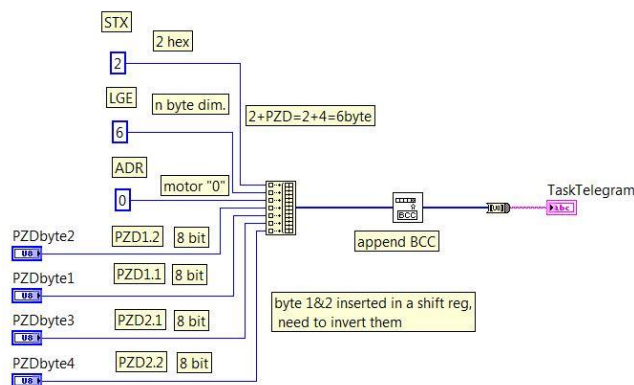 STX
2 hex
2
LGE
n byte dim.
2+PZD=2+4=6byte
6
ADR
motor "0"
0
TaskTelegram
abc
[U8]
BCC
append BCC
PZDbyte2
PZD1.2
8 bit
U8
PZDbyte1
PZD1.1
8 bit
U8
byte 1&2 inserted in a shift reg,
need to invert them
PZDbyte3
PZD2.1
8 bit
U8
PZDbyte4
PZD2.2
8 bit
U8